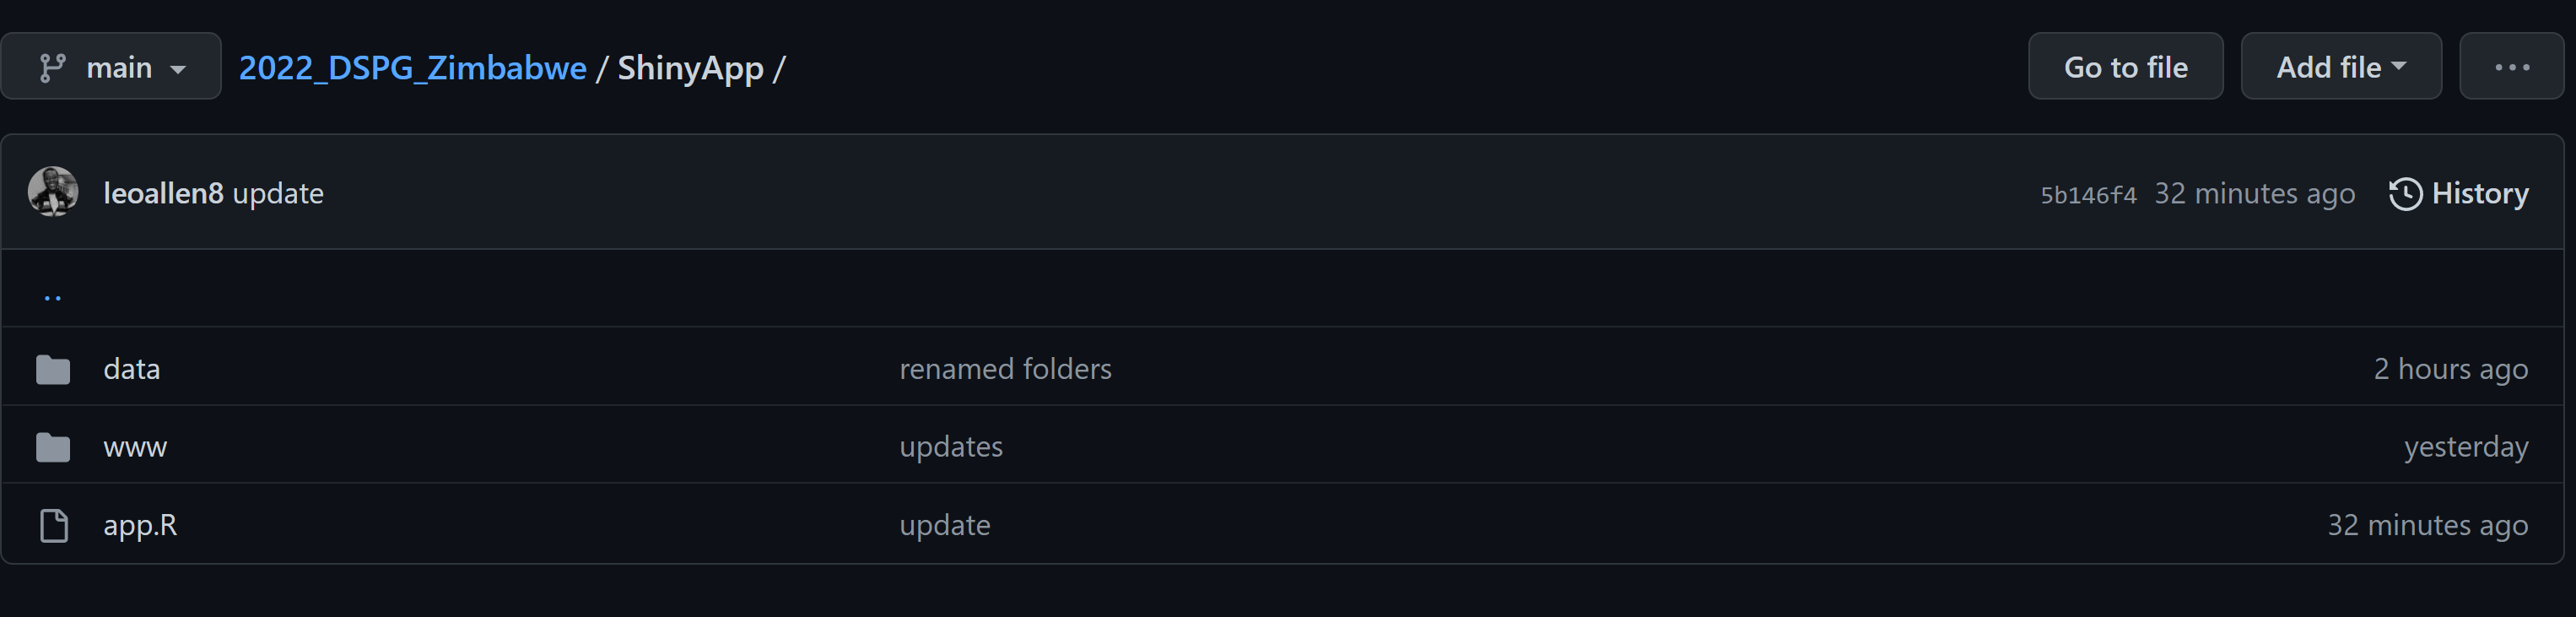 main 2022_DSPG_Zimbabwe / ShinyApp / Go to file Add file ...
leoallen8 update 5b146f4 32 minutes ago History
..
data renamed folders 2 hours ago
www updates yesterday
app.R update 32 minutes ago